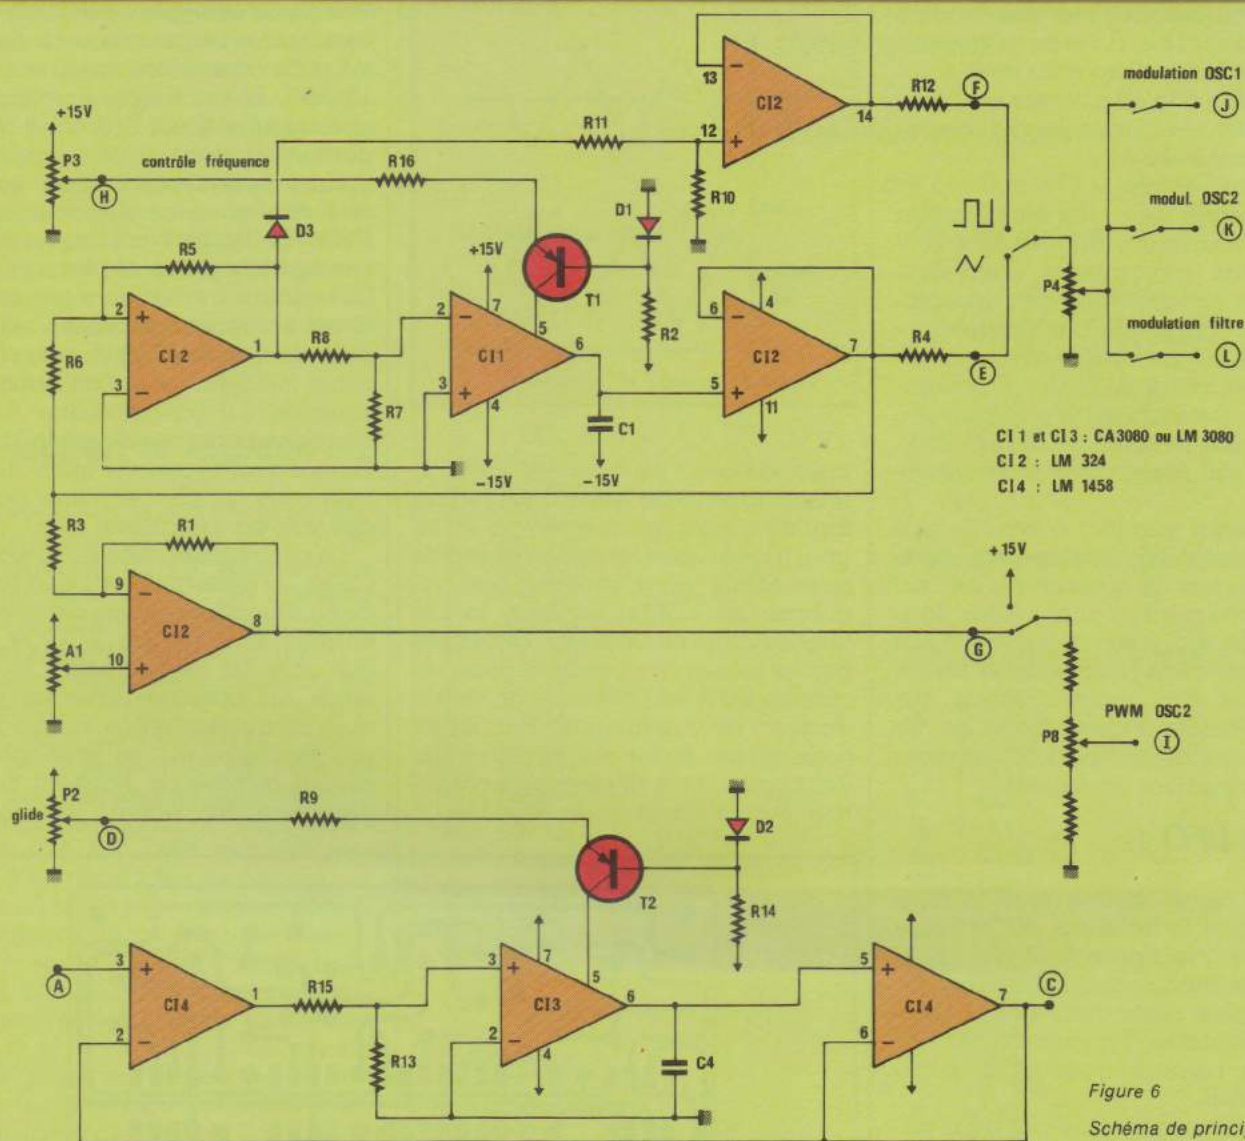 13
CI2
12
14
R12
F
modulation OSC1
J
+15V
P3
H
contrôle fréquence
R11
R16
R10
D1
modul. OSC2
K
D3
R5
+15V
T1
R2
P4
2
CI2
1
3
R6
R8
2
7
CI1
5
6
3
4
6
4
CI2
7
5
11
R4
E
modulation filtre
L
R7
C1
-15V
-15V
CI 1 et CI 3 : CA3080 ou LM 3080
CI 2 : LM 324
CI4 : LM 1458
R3
R1
9
CI2
8
10
A1
+15V
G
PWM OSC2
P8
I
P2
glide
D
R9
D2
T2
R14
A
3
CI4
1
2
R15
R13
3
7
CI3
5
6
2
4
C4
5
CI4
7
6
C
Figure 6
Schéma de princi